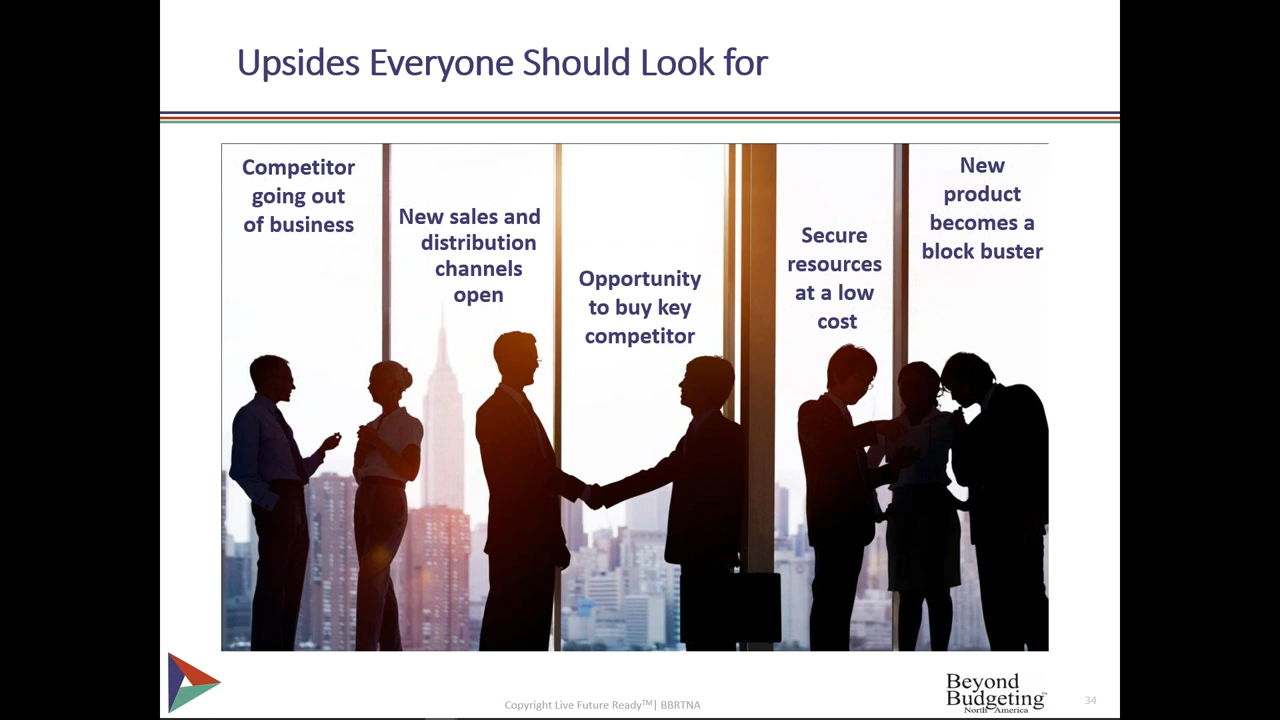 Upsides Everyone Should Look for
Competitor
going out
of business
New sales and
distribution
channels
open
Opportunity
to buy key
competitor
Secure
resources
at a low
cost
New
product
becomes a
block buster
Copyright Live Future Ready™| BBRTNA
Beyond
Budgeting™
North America
34